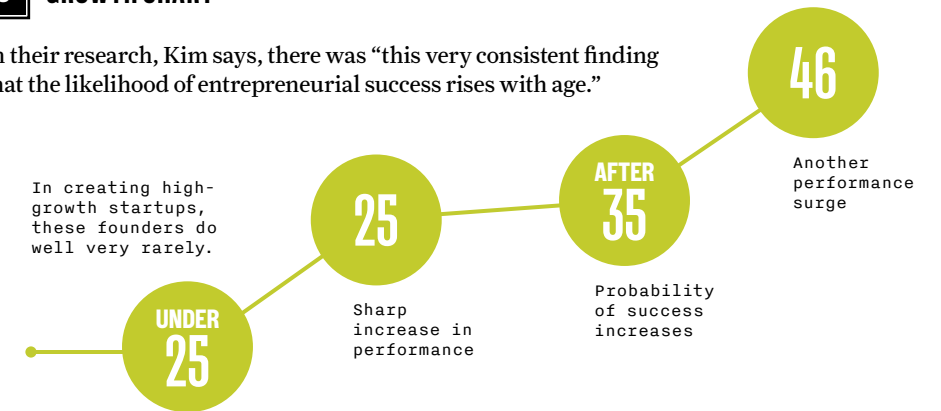 their research, Kim says, there was “this very consistent finding
the likelihood of entrepreneurial success rises with age.”
46
AFTER
35
25
Another
performance
surge
In creating high-
growth startups,
these founders do
well very rarely.
Probability
of success
increases
Sharp
increase in
performance
UNDER
25